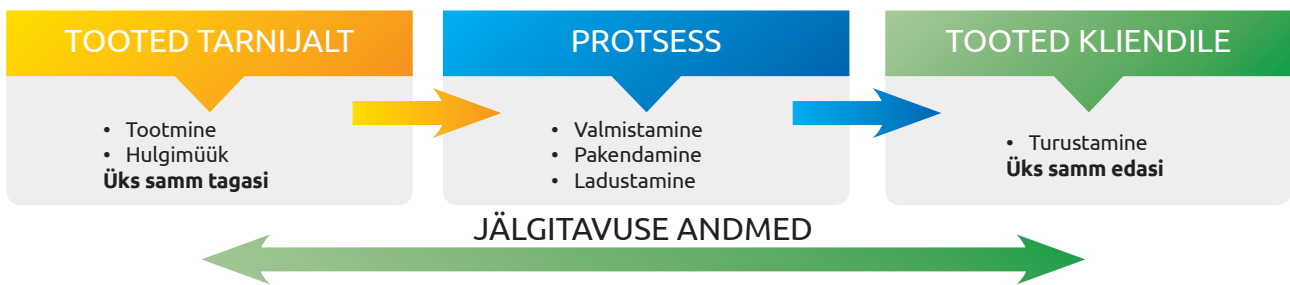 TOOTED TARNIJALT
• Tootmine
• Hulgimüük
Üks samm tagasi
PROTSESS
• Valmistamine
• Pakendamine
• Ladustamine
TOOTED KLIENDILE
• Turustamine
Üks samm edasi
JÄLGITAVUSE ANDMED